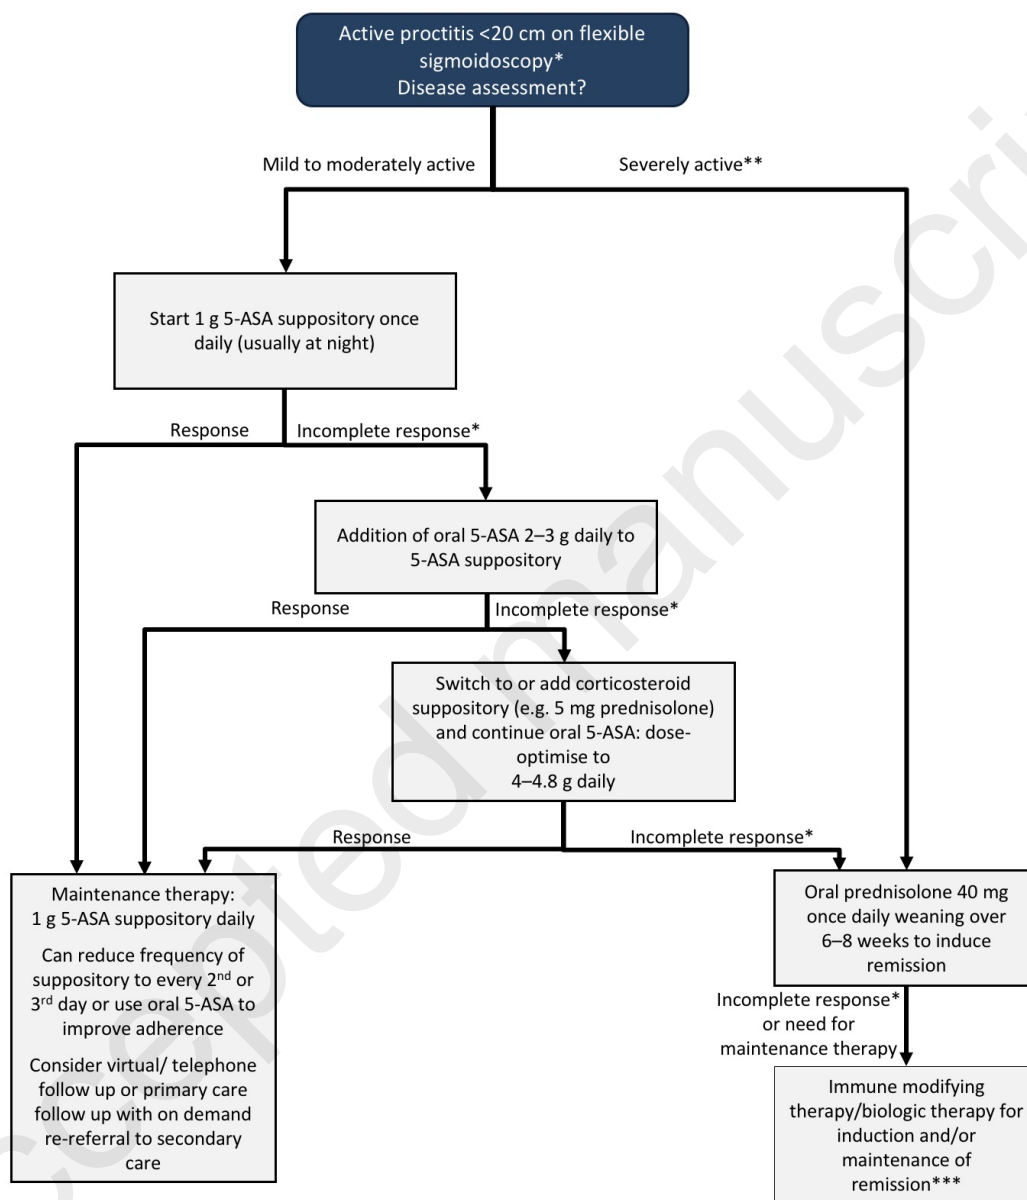 Active proctitis <20 cm on flexible
sigmoidoscopy*
Disease assessment?
Mild to moderately active
Severely active**
Start 1 g 5-ASA suppository once
daily (usually at night)
Response
Incomplete response*
Addition of oral 5-ASA 2–3 g daily to
5-ASA suppository
Response
Incomplete response*
Switch to or add corticosteroid
suppository (e.g. 5 mg prednisolone)
and continue oral 5-ASA: dose-
optimise to
4–4.8 g daily
Response
Incomplete response*
Maintenance therapy:
1 g 5-ASA suppository daily
Can reduce frequency of
suppository to every 2nd or
3rd day or use oral 5-ASA to
improve adherence
Consider virtual/ telephone
follow up or primary care
follow up with on demand
re-referral to secondary
care
Oral prednisolone 40 mg
once daily weaning over
6–8 weeks to induce
remission
Incomplete response*
or need for
maintenance therapy
Immune modifying
therapy/biologic therapy for
induction and/or
maintenance of
remission***
ccepted manuscri